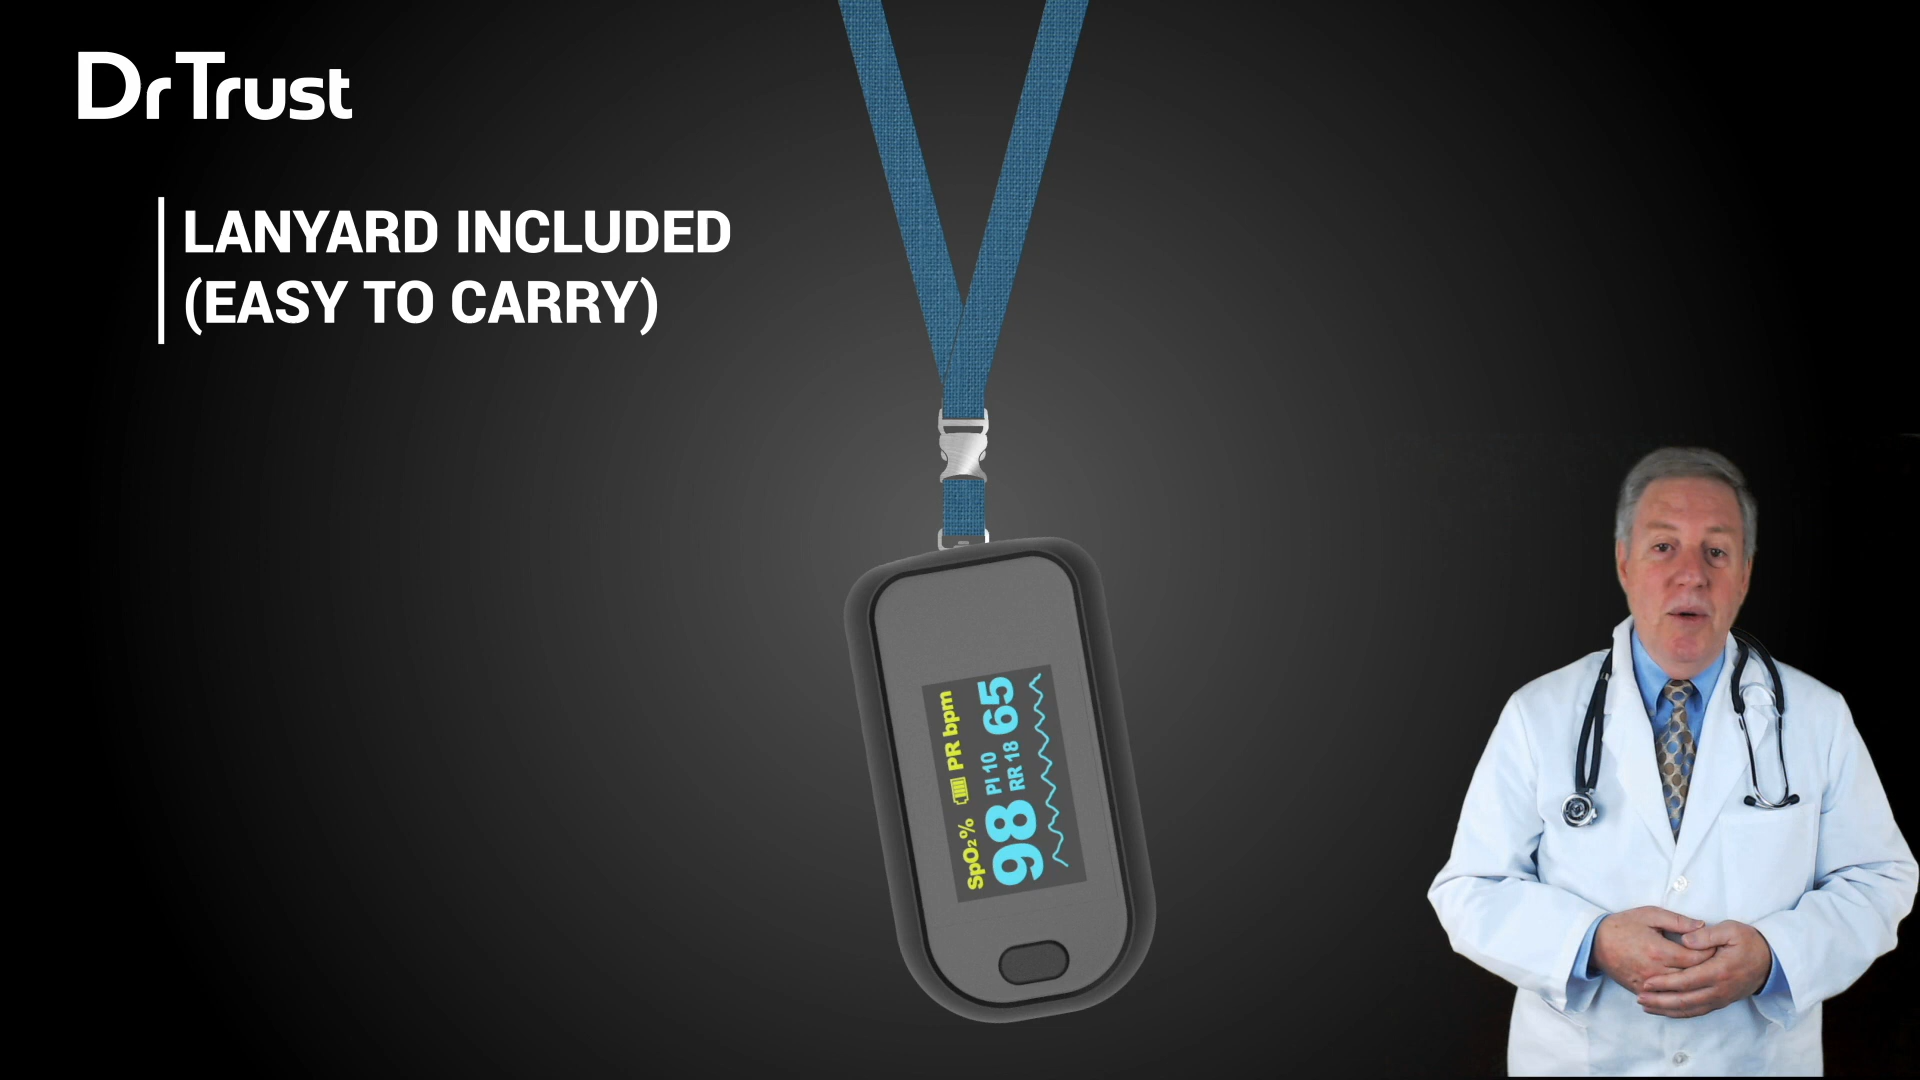 Dr Trust
LANYARD INCLUDED
(EASY TO CARRY)
SpO₂% PR bpm
98 PI 10 65
RR 18